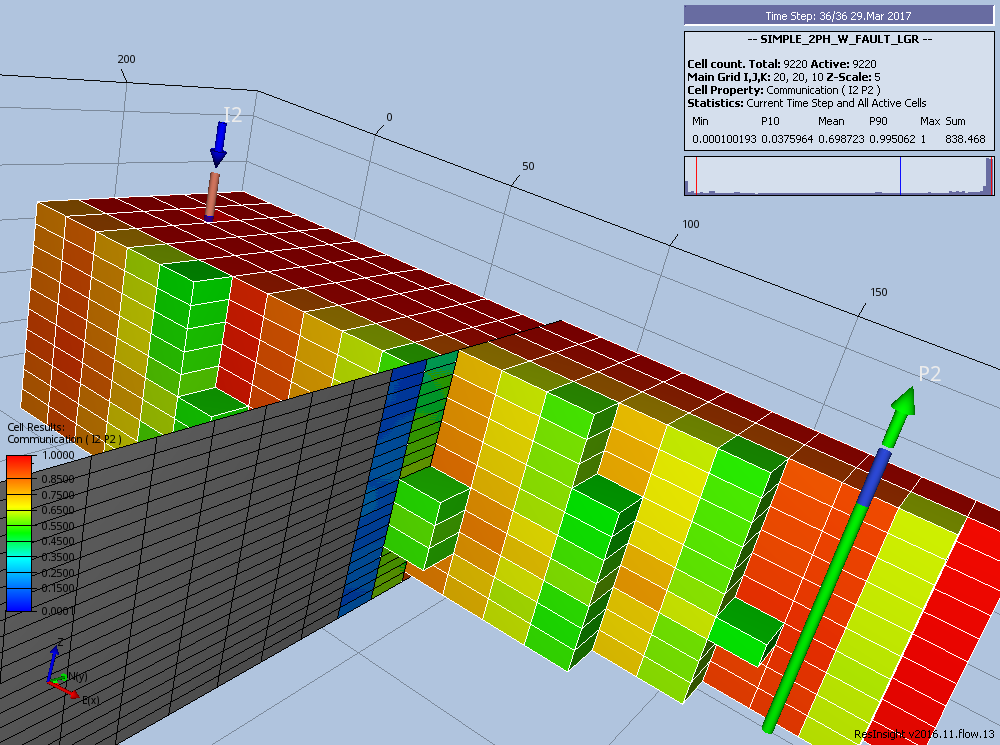 Time Step: 36/36 29.Mar 2017
-- SIMPLE_2PH_W_FAULT_LGR --
Cell count. Total: 9220 Active: 9220
Main Grid I,J,K: 20, 20, 10 Z-Scale: 5
Cell Property: Communication ( I2 P2 )
Statistics: Current Time Step and All Active Cells
Min P10 Mean P90 Max Sum
0.000100193 0.0375964 0.698723 0.995062 1 838.468
200
I2
0
50
100
150
P2
Cell Results:
Communication ( I2 P2 )
1.0000
0.8500
0.7500
0.6500
0.5500
0.4500
0.3500
0.2500
0.1500
0.0001
Z
N(y)
E(x)
ResInsight v2016.11.flow.13